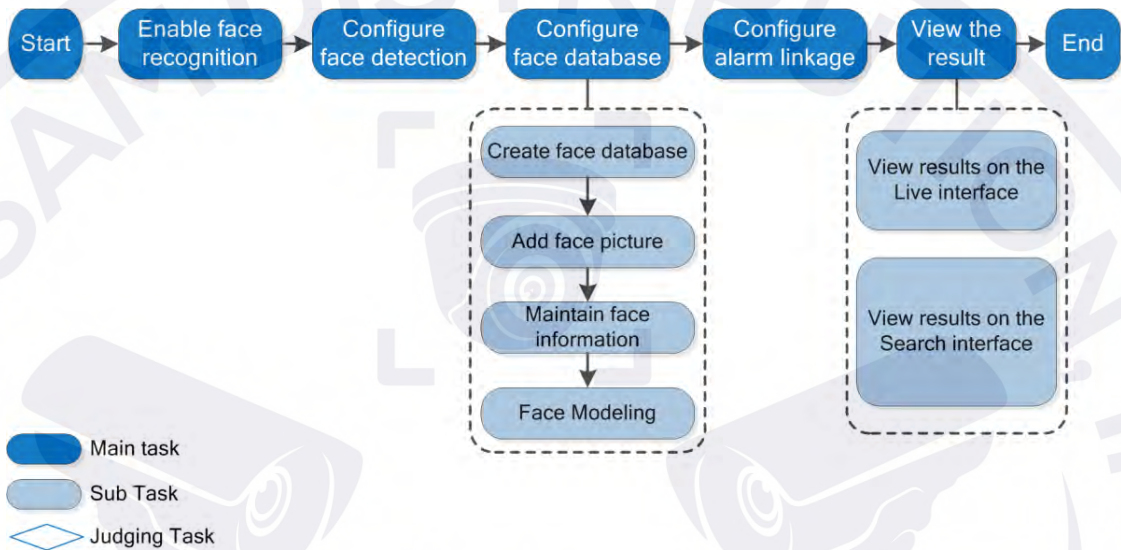 Start
Enable face
recognition
Configure
face detection
Configure
face database
Configure
alarm linkage
View the
result
End
Create face database
Add face picture
Maintain face
information
Face Modeling
View results on the
Live interface
View results on the
Search interface
Main task
Sub Task
Judging Task